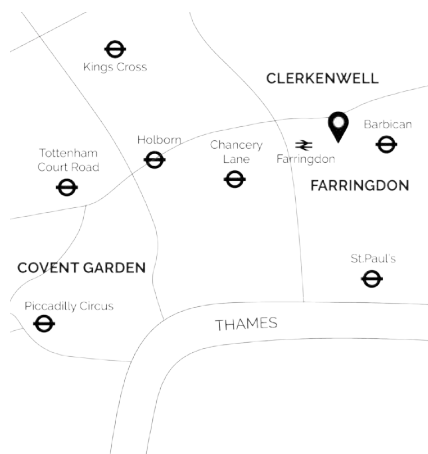 Kings Cross
CLERKENWELL
Barbican
Holborn
Chancery
Lane
Farringdon
Tottenham
Court Road
FARRINGDON
COVENT GARDEN
St.Paul's
Piccadilly Circus
THAMES